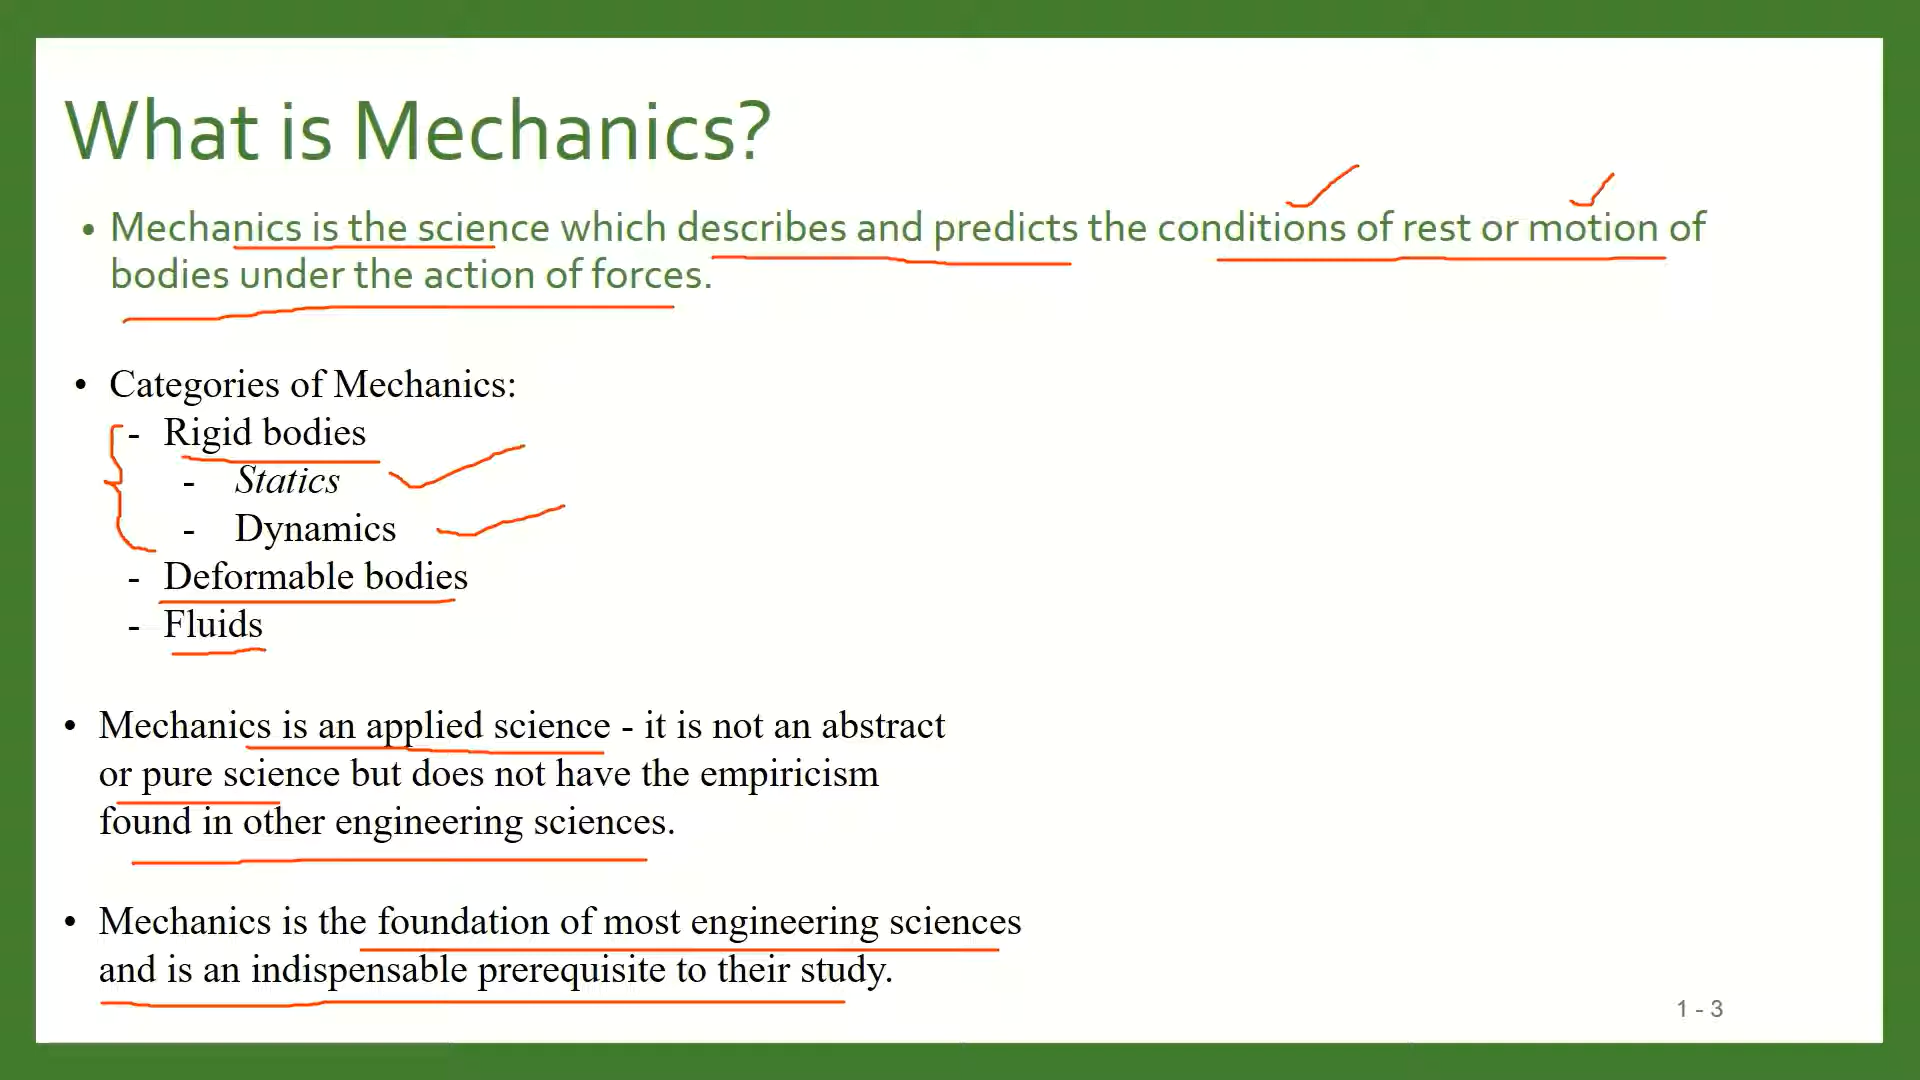 What is Mechanics?
• Mechanics is the science which describes and predicts the conditions of rest or motion of
bodies under the action of forces.
• Categories of Mechanics:
- Rigid bodies
- Statics
- Dynamics
- Deformable bodies
- Fluids
• Mechanics is an applied science - it is not an abstract
or pure science but does not have the empiricism
found in other engineering sciences.
• Mechanics is the foundation of most engineering sciences
and is an indispensable prerequisite to their study.
1 - 3